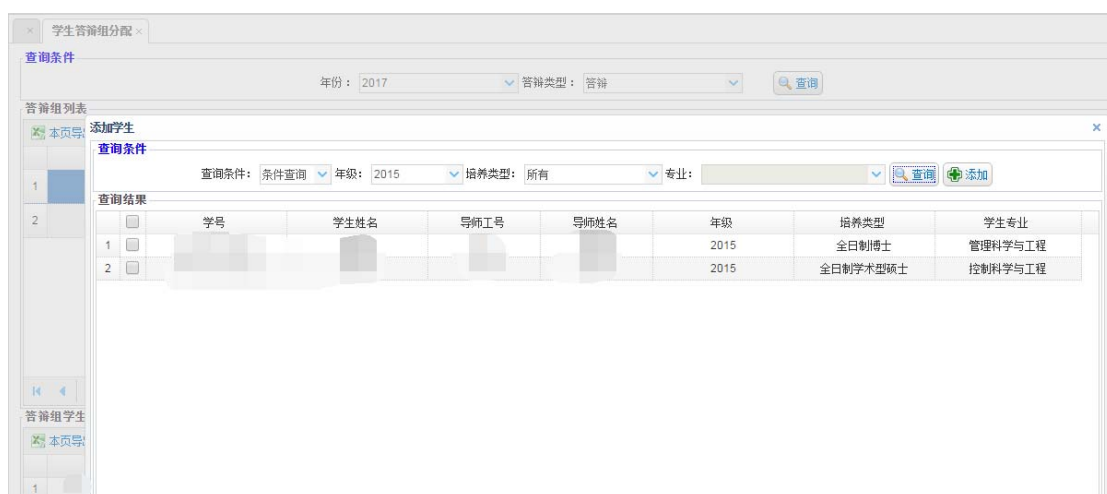 学生答辩组分配
查询条件
年份： 2017 答辩类型： 答辩 查询
答辩组列表
本页导
添加学生
查询条件
查询条件： 条件查询 年级： 2015 培养类型： 所有 专业： 查询 添加
查询结果
学号 学生姓名 导师工号 导师姓名 年级 培养类型 学生专业
1 2015 全日制博士 管理科学与工程
2 2015 全日制学术型硕士 控制科学与工程
1
2
答辩组学生
本页导
1